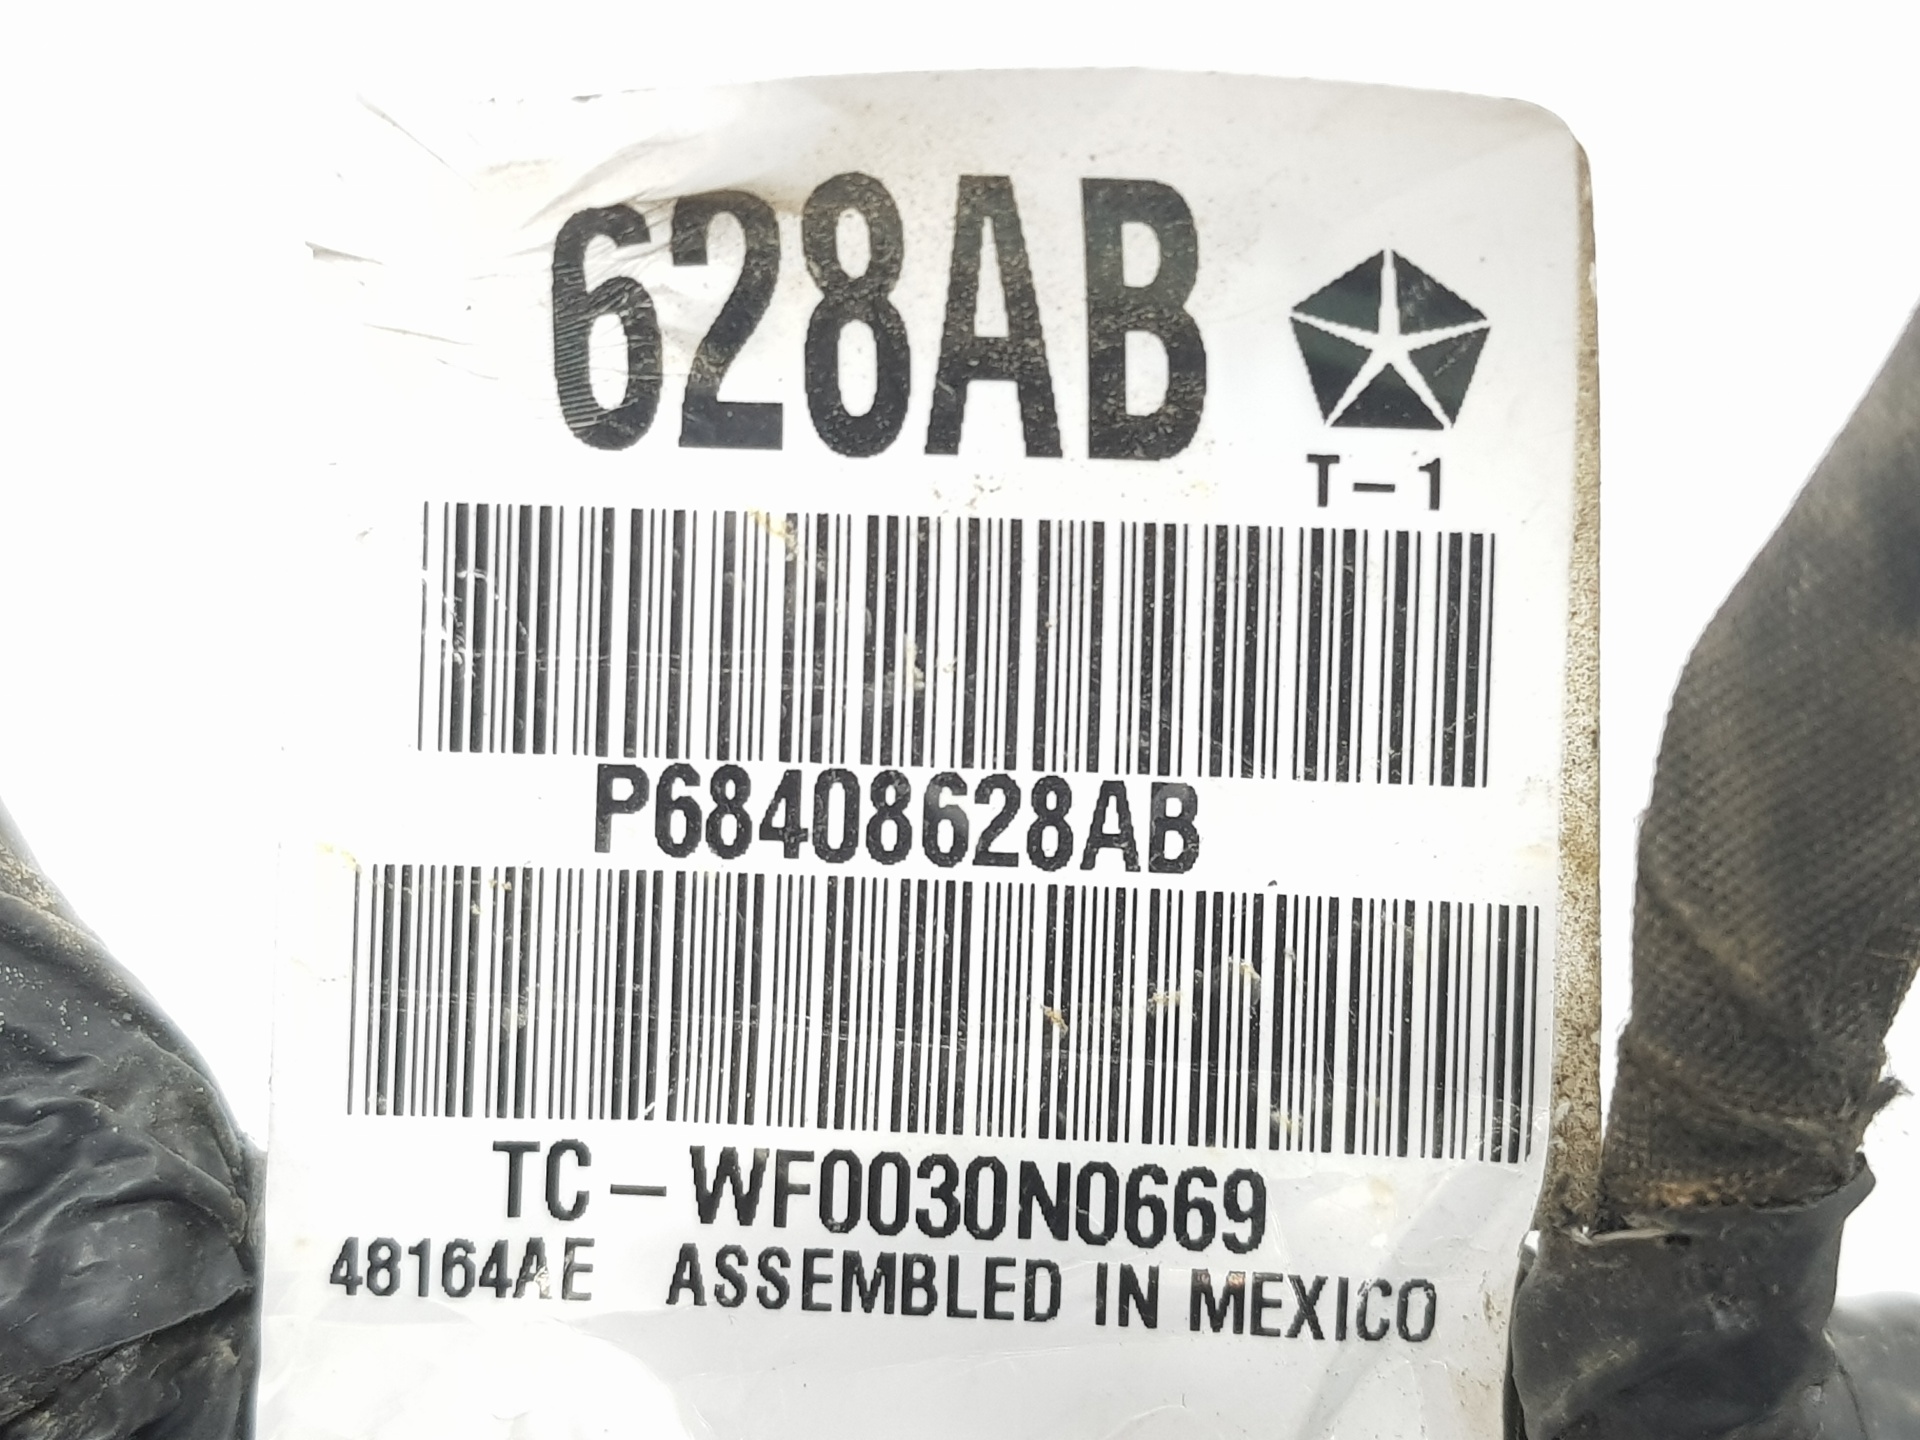 628AB
T-1
P68408628AB
TC-WF0030N0669
48164AE ASSEMBLED IN MEXICO